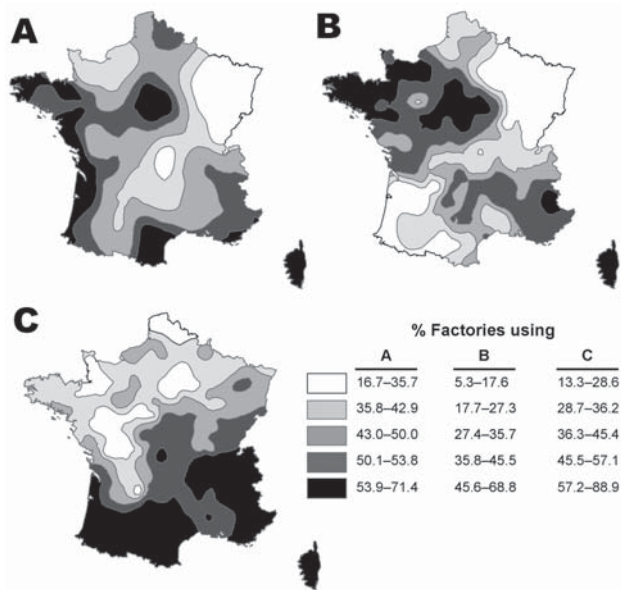 A
B
C
% Factories using
A B C
16.7–35.7 5.3–17.6 13.3–28.6
35.8–42.9 17.7–27.3 28.7–36.2
43.0–50.0 27.4–35.7 36.3–45.4
50.1–53.8 35.8–45.5 45.5–57.1
53.9–71.4 45.6–68.8 57.2–88.9